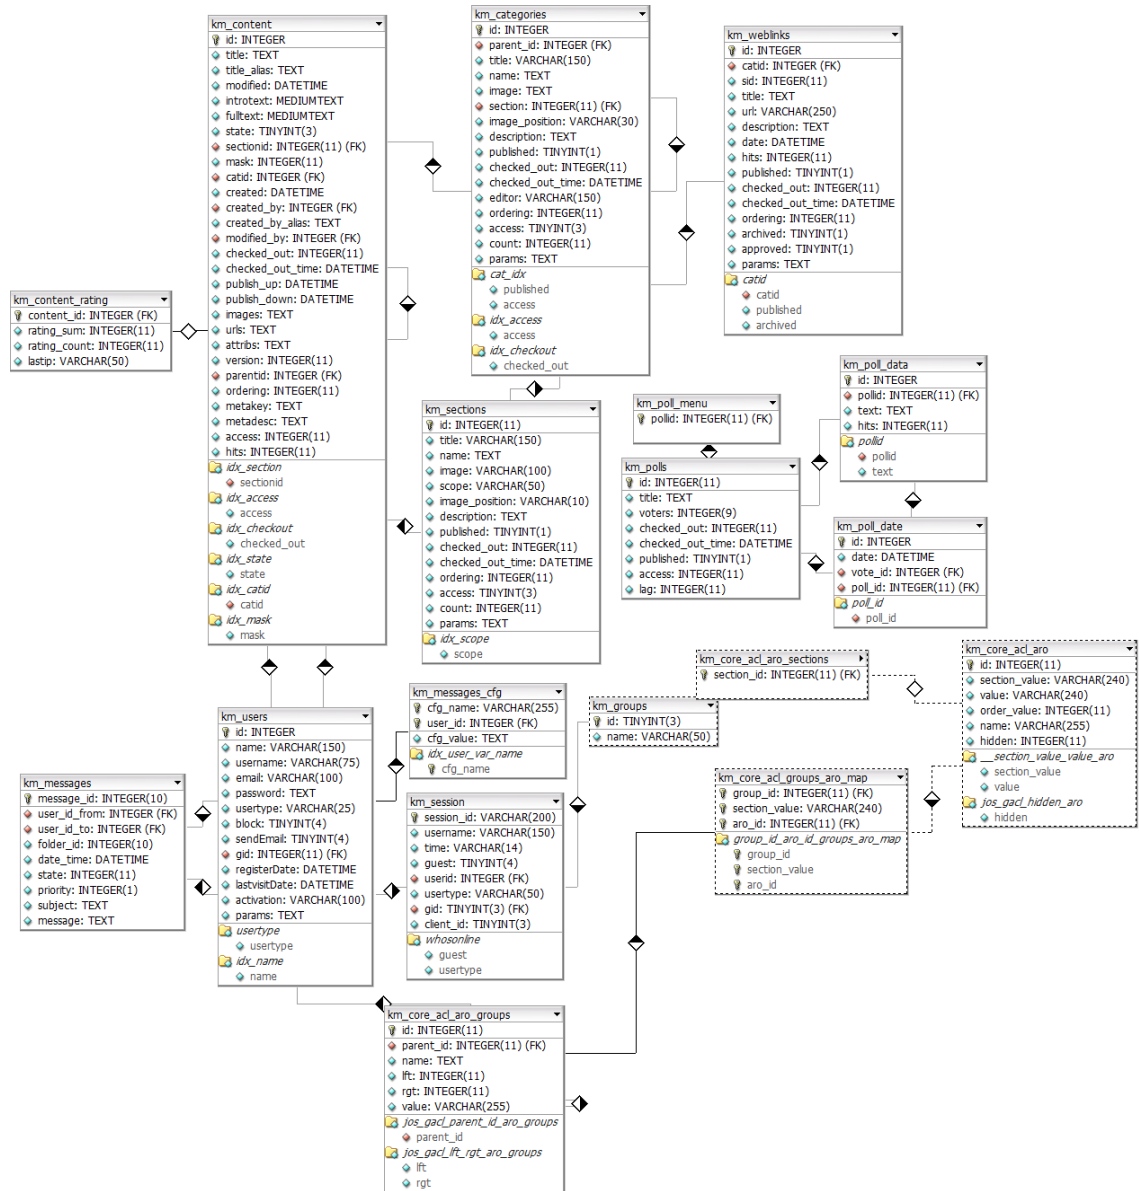 km_content
id: INTEGER
title: TEXT
title_alias: TEXT
modified: DATETIME
introtext: MEDIUMTEXT
fulltext: MEDIUMTEXT
state: TINYINT(3)
sectionid: INTEGER(11) (FK)
mask: INTEGER(11)
catid: INTEGER (FK)
created: DATETIME
created_by: INTEGER (FK)
created_by_alias: TEXT
modified_by: INTEGER (FK)
checked_out: INTEGER(11)
checked_out_time: DATETIME
publish_up: DATETIME
publish_down: DATETIME
images: TEXT
urls: TEXT
attribs: TEXT
version: INTEGER(11)
parentid: INTEGER (FK)
ordering: INTEGER(11)
metakey: TEXT
metadesc: TEXT
access: INTEGER(11)
hits: INTEGER(11)
idx_section
sectionid
idx_access
access
idx_checkout
checked_out
idx_state
state
idx_catid
catid
idx_mask
mask
km_categories
id: INTEGER
parent_id: INTEGER (FK)
title: VARCHAR(150)
name: TEXT
image: TEXT
section: INTEGER(11) (FK)
image_position: VARCHAR(30)
description: TEXT
published: TINYINT(1)
checked_out: INTEGER(11)
checked_out_time: DATETIME
editor: VARCHAR(150)
ordering: INTEGER(11)
access: TINYINT(3)
count: INTEGER(11)
params: TEXT
cat_idx
published
access
idx_access
access
idx_checkout
checked_out
km_weblinks
id: INTEGER
catid: INTEGER (FK)
sid: INTEGER(11)
title: TEXT
url: VARCHAR(250)
description: TEXT
date: DATETIME
hits: INTEGER(11)
published: TINYINT(1)
checked_out: INTEGER(11)
checked_out_time: DATETIME
ordering: INTEGER(11)
archived: TINYINT(1)
approved: TINYINT(1)
params: TEXT
catid
catid
published
archived
km_content_rating
content_id: INTEGER (FK)
rating_sum: INTEGER(11)
rating_count: INTEGER(11)
lastip: VARCHAR(50)
km_sections
id: INTEGER(11)
title: VARCHAR(150)
name: TEXT
image: VARCHAR(100)
scope: VARCHAR(50)
image_position: VARCHAR(10)
description: TEXT
published: TINYINT(1)
checked_out: INTEGER(11)
checked_out_time: DATETIME
ordering: INTEGER(11)
access: TINYINT(3)
count: INTEGER(11)
params: TEXT
idx_scope
scope
km_poll_menu
pollid: INTEGER(11) (FK)
km_poll_data
id: INTEGER
pollid: INTEGER(11) (FK)
text: TEXT
hits: INTEGER(11)
pollid
pollid
text
km_polls
id: INTEGER(11)
title: TEXT
voters: INTEGER(9)
checked_out: INTEGER(11)
checked_out_time: DATETIME
published: TINYINT(1)
access: INTEGER(11)
lag: INTEGER(11)
km_poll_date
id: INTEGER
date: DATETIME
vote_id: INTEGER (FK)
poll_id: INTEGER(11) (FK)
poll_id
poll_id
km_core_acl_aro_sections
section_id: INTEGER(11) (FK)
km_core_acl_aro
id: INTEGER(11)
section_value: VARCHAR(240)
value: VARCHAR(240)
order_value: INTEGER(11)
name: VARCHAR(255)
hidden: INTEGER(11)
__section_value_value_aro
section_value
value
jos_gacl_hidden_aro
hidden
km_messages_cfg
cfg_name: VARCHAR(255)
user_id: INTEGER (FK)
cfg_value: TEXT
idx_user_var_name
cfg_name
km_groups
id: TINYINT(3)
name: VARCHAR(50)
km_users
id: INTEGER
name: VARCHAR(150)
username: VARCHAR(75)
email: VARCHAR(100)
password: TEXT
usertype: VARCHAR(25)
block: TINYINT(4)
sendEmail: TINYINT(4)
gid: INTEGER(11) (FK)
registerDate: DATETIME
lastvisitDate: DATETIME
activation: VARCHAR(100)
params: TEXT
usertype
usertype
idx_name
name
km_messages
message_id: INTEGER(10)
user_id_from: INTEGER (FK)
user_id_to: INTEGER (FK)
folder_id: INTEGER(10)
date_time: DATETIME
state: INTEGER(11)
priority: INTEGER(1)
subject: TEXT
message: TEXT
km_session
session_id: VARCHAR(200)
username: VARCHAR(150)
time: VARCHAR(14)
guest: TINYINT(4)
userid: INTEGER (FK)
usertype: VARCHAR(50)
gid: TINYINT(3) (FK)
client_id: TINYINT(3)
whosonline
guest
usertype
km_core_acl_groups_aro_map
group_id: INTEGER(11) (FK)
section_value: VARCHAR(240)
aro_id: INTEGER(11) (FK)
group_id_aro_id_groups_aro_map
group_id
section_value
aro_id
km_core_acl_aro_groups
id: INTEGER(11)
parent_id: INTEGER(11) (FK)
name: TEXT
lft: INTEGER(11)
rgt: INTEGER(11)
value: VARCHAR(255)
jos_gacl_parent_id_aro_groups
parent_id
jos_gacl_lft_rgt_aro_groups
lft
rgt